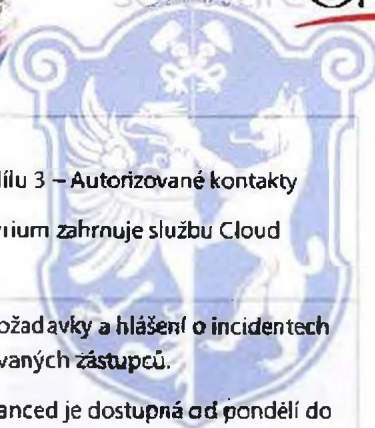 ílu 3 – Autorizované kontakty
rium zahrnuje službu Cloud
ožadavky a hlášení o incidentech
vaných zástupců.
anced je dostupná od pondělí do